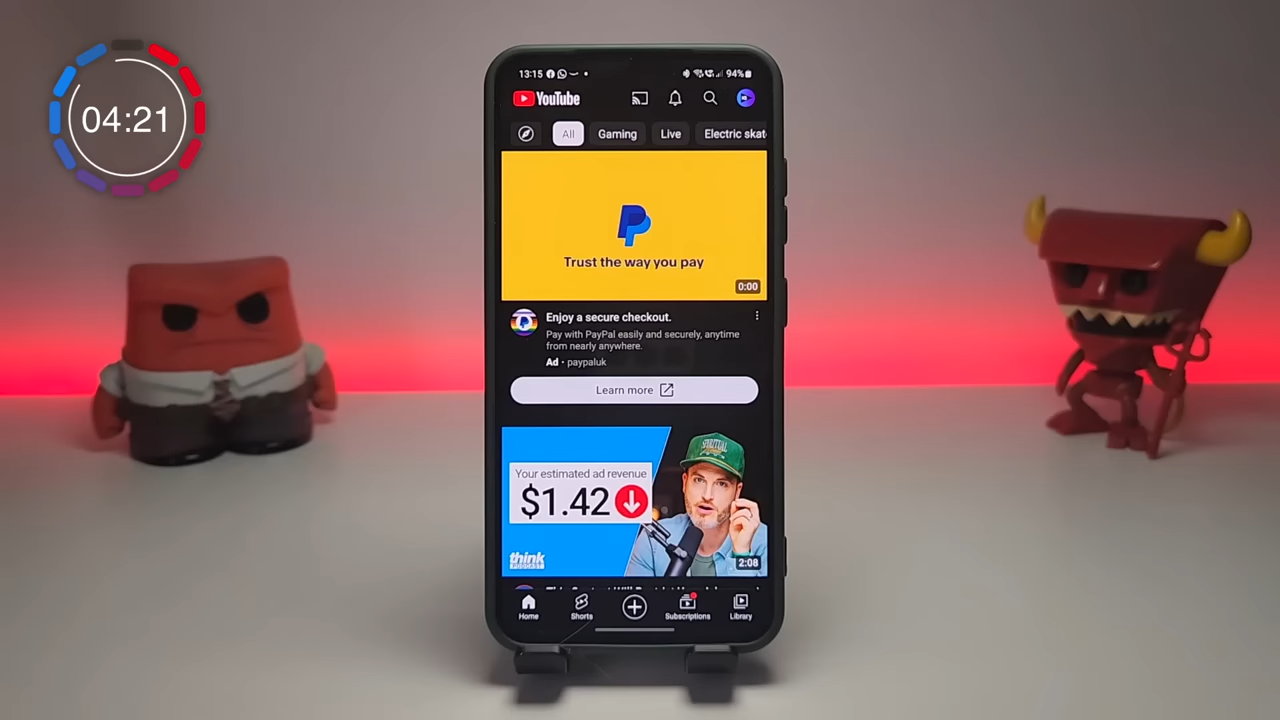 04:21
13:15
94%
YouTube
All
Gaming
Live
Electric skat
Trust the way you pay
0:00
Enjoy a secure checkout.
Pay with PayPal easily and securely, anytime
from nearly anywhere.
Ad · paypaluk
Learn more
Your estimated ad revenue
$1.42
SPIRITUAL
think
PODCAST
2:08
Home
Shorts
Subscriptions
Library